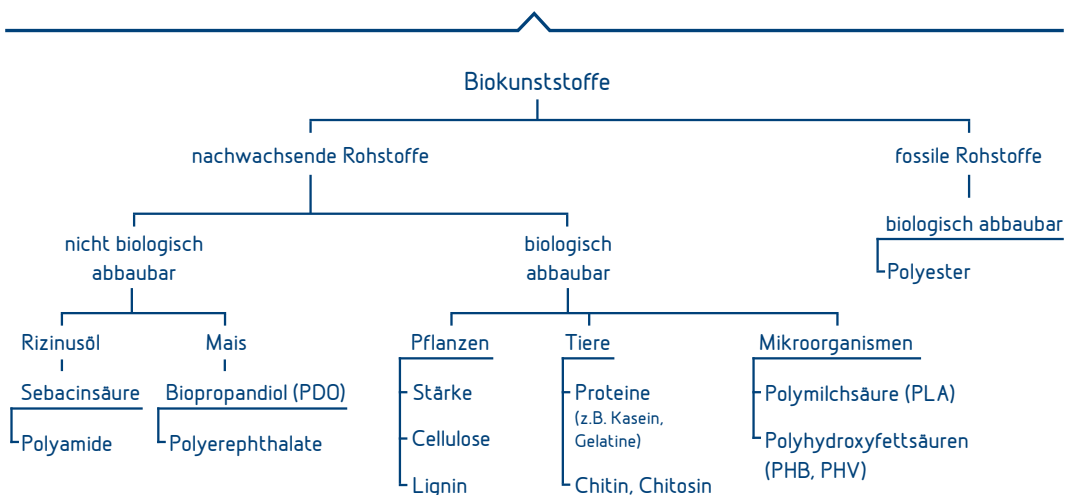 Biokunststoffe
nachwachsende Rohstoffe
fossile Rohstoffe
nicht biologisch
abbaubar
biologisch
abbaubar
biologisch abbaubar
Polyester
Rizinusöl
Mais
Pflanzen
Tiere
Mikroorganismen
Sebacinsäure
Biopropandiol (PDO)
Stärke
Proteine
(z.B. Kasein,
Gelatine)
Polymilchsäure (PLA)
Polyamide
Polyerephthalate
Cellulose
Polyhydroxyfettsäuren
(PHB, PHV)
Lignin
Chitin, Chitosin